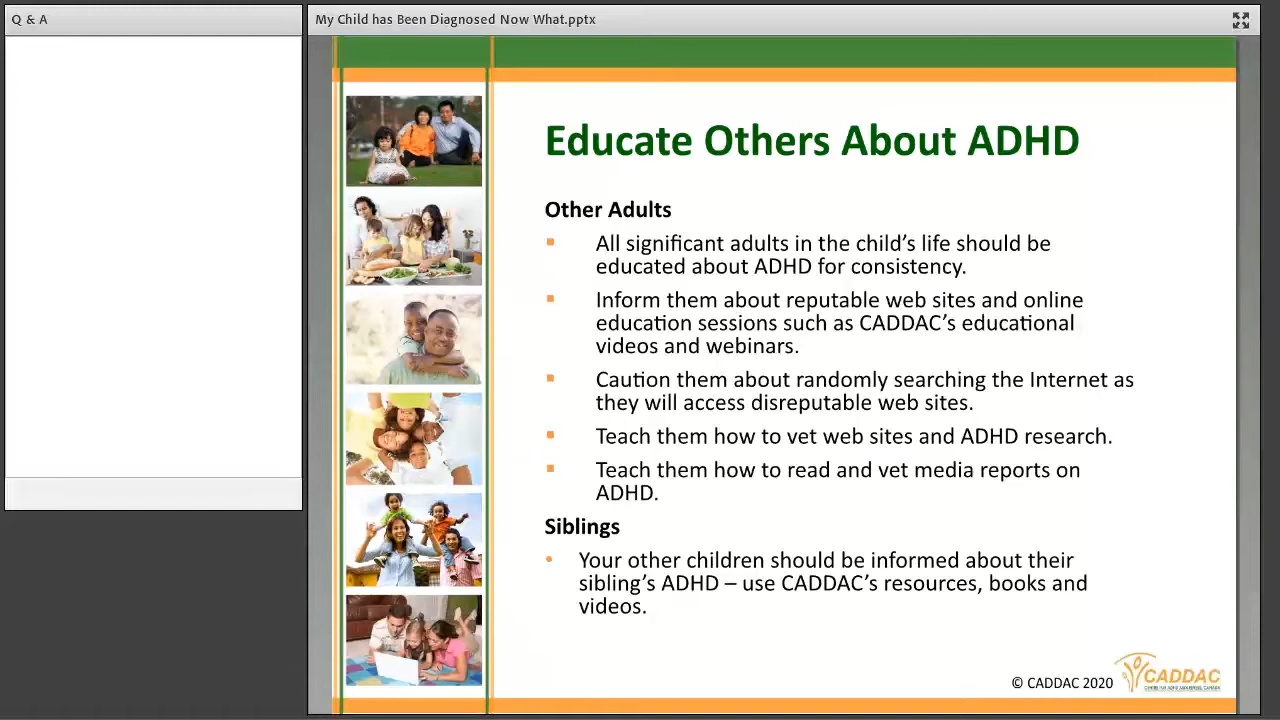 Q & A
My Child has Been Diagnosed Now What.pptx
Educate Others About ADHD
Other Adults
▪ All significant adults in the child’s life should be
educated about ADHD for consistency.
▪ Inform them about reputable web sites and online
education sessions such as CADDAC’s educational
videos and webinars.
▪ Caution them about randomly searching the Internet as
they will access disreputable web sites.
▪ Teach them how to vet web sites and ADHD research.
▪ Teach them how to read and vet media reports on
ADHD.
Siblings
• Your other children should be informed about their
sibling’s ADHD – use CADDAC’s resources, books and
videos.
© CADDAC 2020
CADDAC
CENTRE FOR ADHD AWARENESS, CANADA